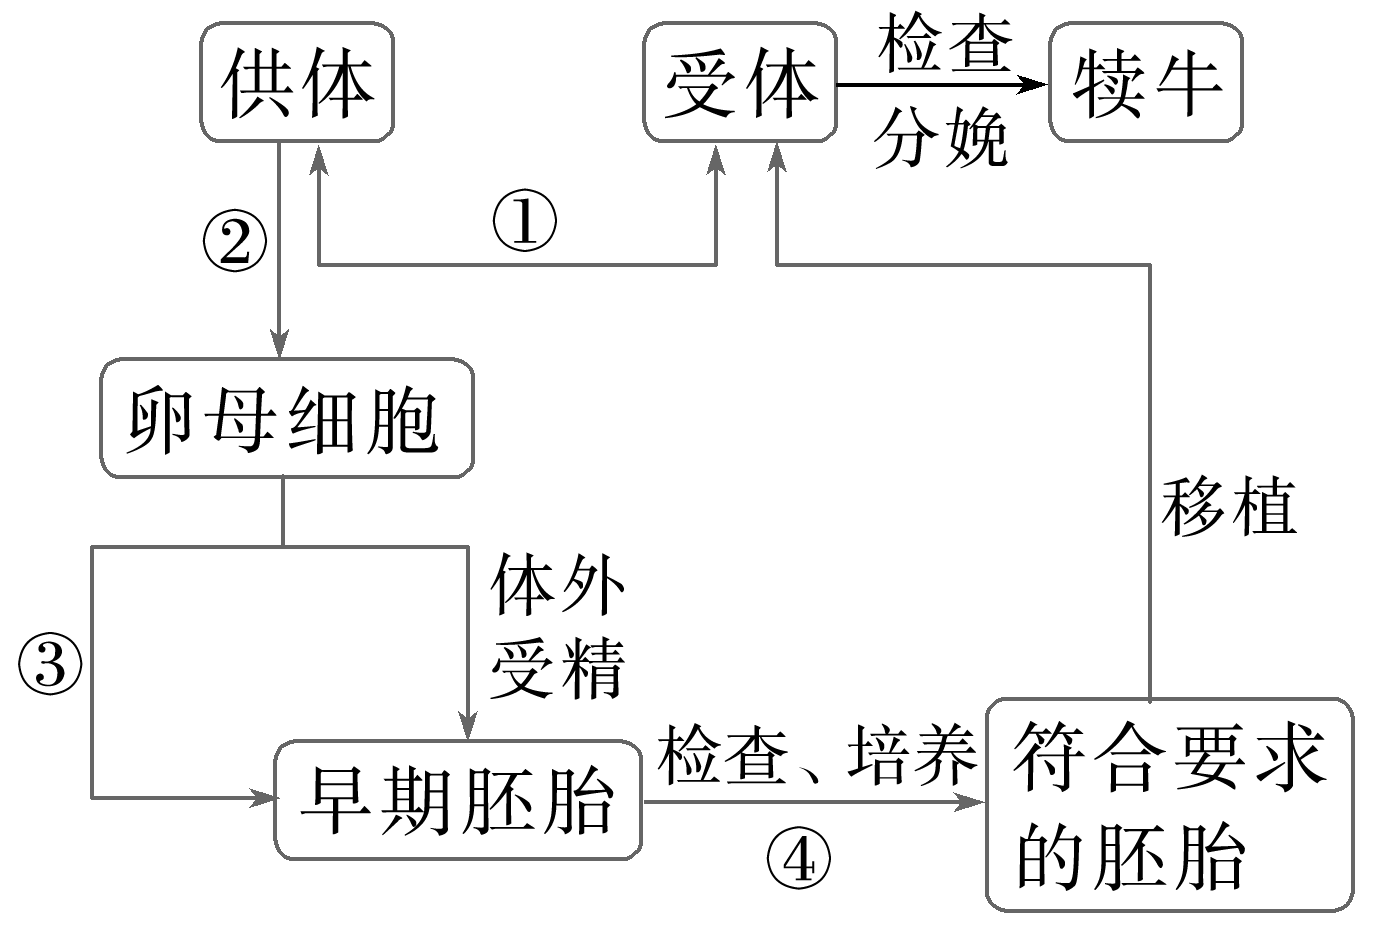 供体
受体
检查
分娩
犊牛
①
②
卵母细胞
③
体外
受精
移植
早期胚胎
检查、培养
④
符合要求
的胚胎